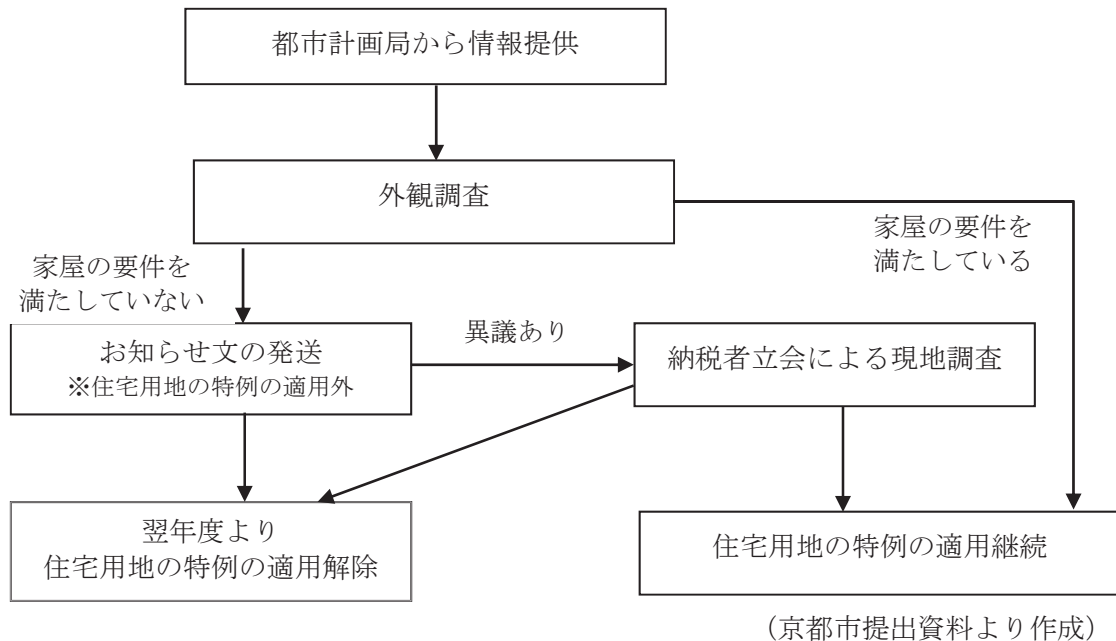 都市計画局から情報提供
外観調査
家屋の要件を
満たしていない
家屋の要件を
満たしている
お知らせ文の発送
※住宅用地の特例の適用外
異議あり
納税者立会による現地調査
翌年度より
住宅用地の特例の適用解除
住宅用地の特例の適用継続
（京都市提出資料より作成）